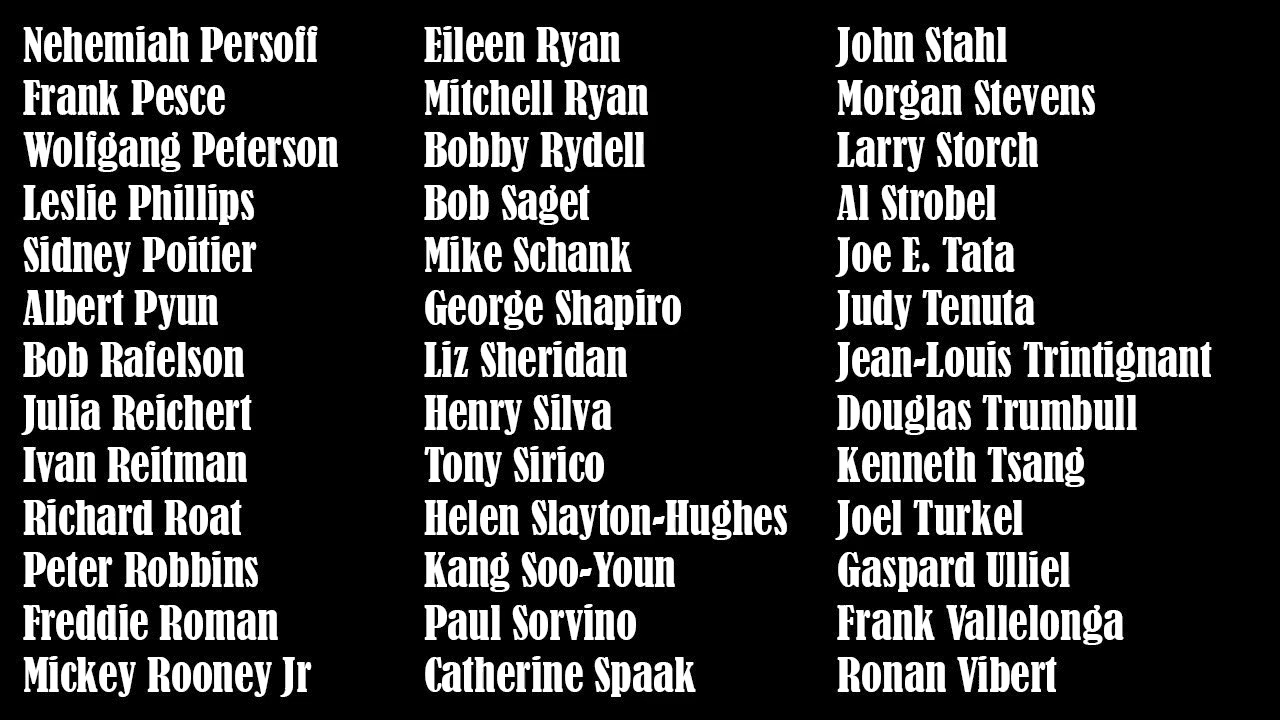 Nehemiah Persoff
Frank Pesce
Wolfgang Peterson
Leslie Phillips
Sidney Poitier
Albert Pyun
Bob Rafelson
Julia Reichert
Ivan Reitman
Richard Roat
Peter Robbins
Freddie Roman
Mickey Rooney Jr
Eileen Ryan
Mitchell Ryan
Bobby Rydell
Bob Saget
Mike Schank
George Shapiro
Liz Sheridan
Henry Silva
Tony Sirico
Helen Slayton-Hughes
Kang Soo-Youn
Paul Sorvino
Catherine Spaak
John Stahl
Morgan Stevens
Larry Storch
Al Strobel
Joe E. Tata
Judy Tenuta
Jean-Louis Trintignant
Douglas Trumbull
Kenneth Tsang
Joel Turkel
Gaspard Ulliel
Frank Vallelonga
Ronan Vibert